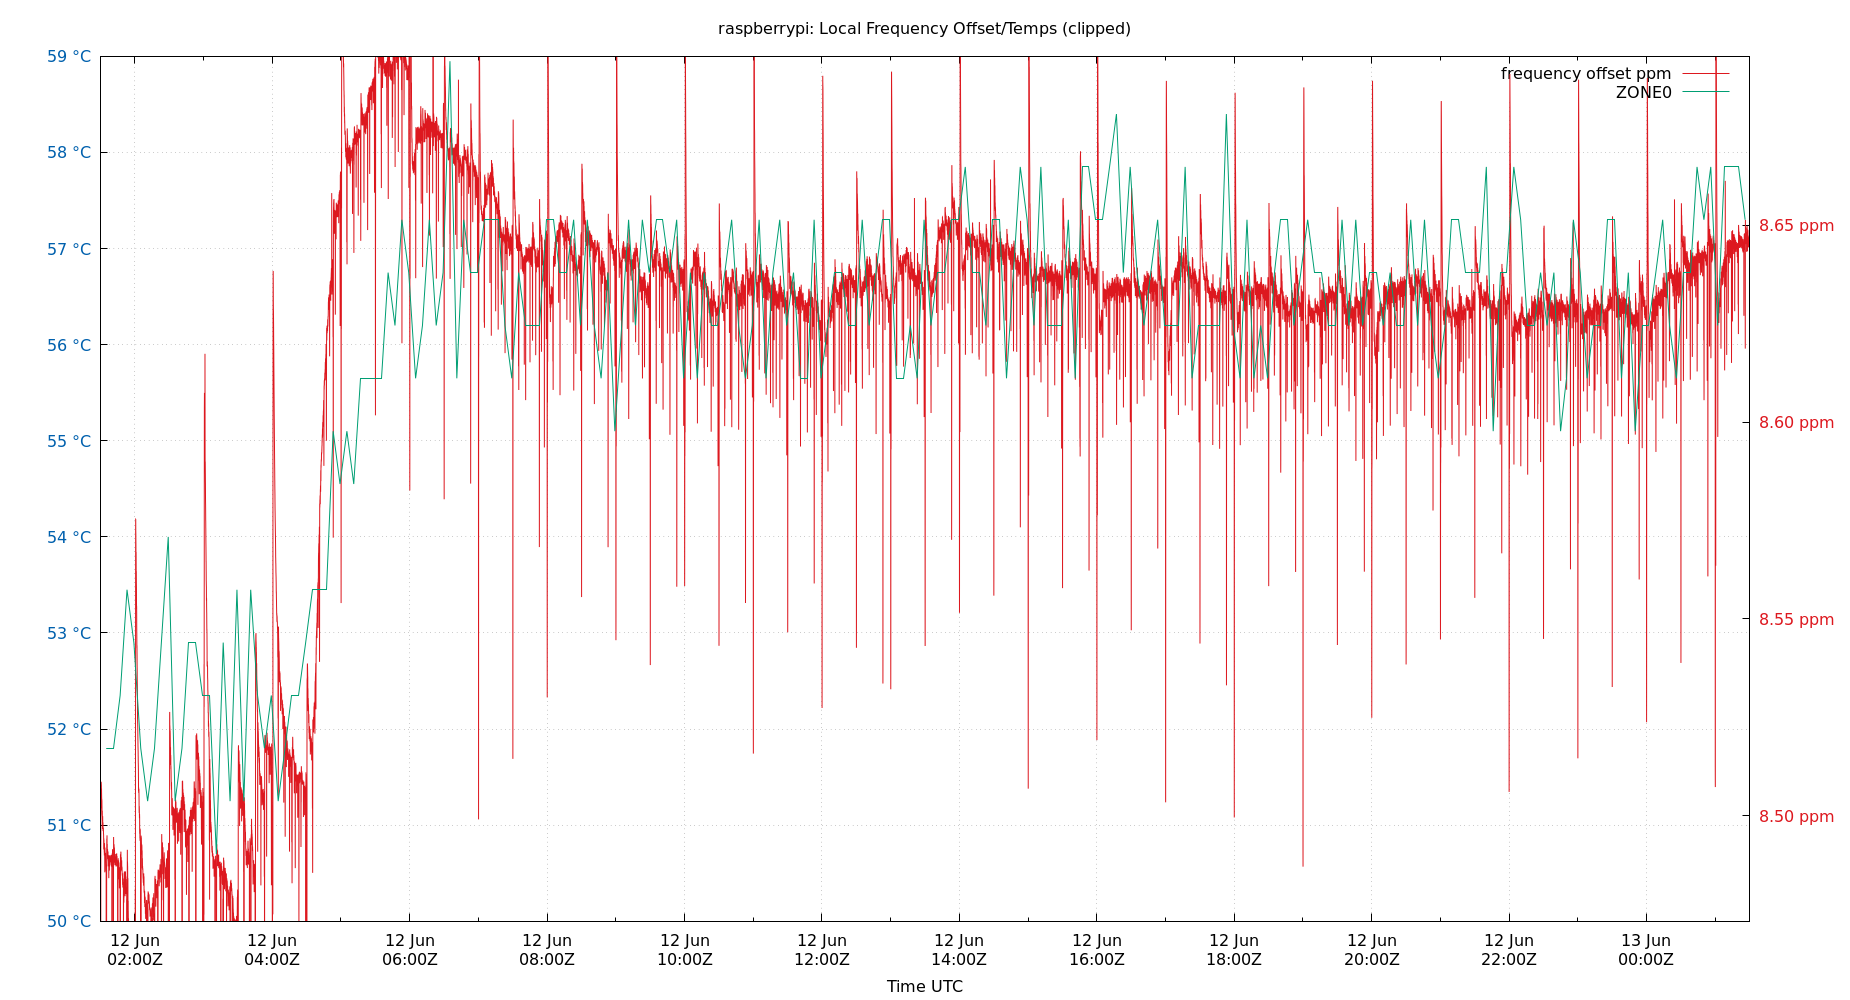 raspberrypi: Local Frequency Offset/Temps (clipped)
59 °C
58 °C
57 °C
56 °C
55 °C
54 °C
53 °C
52 °C
51 °C
50 °C
frequency offset ppm
ZONE0
8.65 ppm
8.60 ppm
8.55 ppm
8.50 ppm
12 Jun 12 Jun 12 Jun 12 Jun 12 Jun 12 Jun 12 Jun 12 Jun 12 Jun 12 Jun 12 Jun 13 Jun
02:00Z 04:00Z 06:00Z 08:00Z 10:00Z 12:00Z 14:00Z 16:00Z 18:00Z 20:00Z 22:00Z 00:00Z
Time UTC